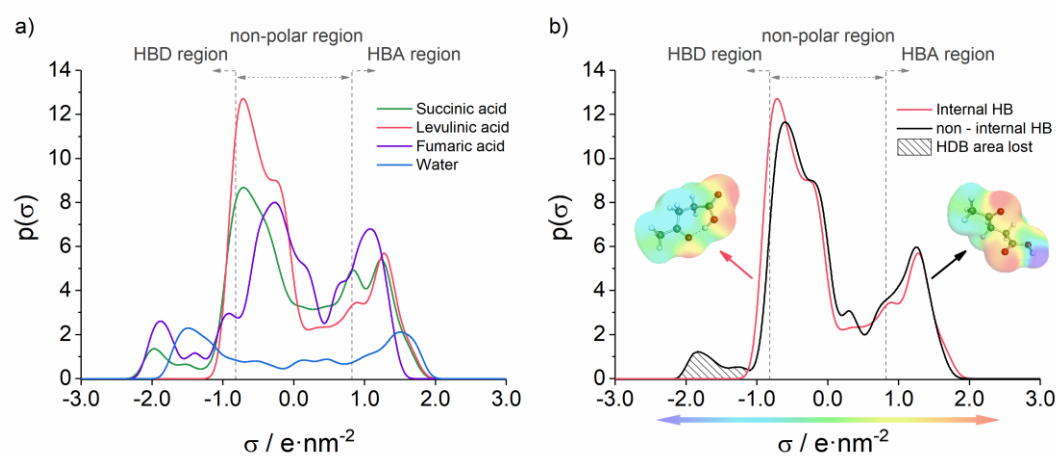 a)
non-polar region
HBD region
HBA region
p(σ)
14
12
10
8
6
4
2
0
Succinic acid
Levulinic acid
Fumaric acid
Water
-3.0 -2.0 -1.0 0.0 1.0 2.0 3.0
σ / e·nm⁻²
b)
non-polar region
HBD region
HBA region
p(σ)
14
12
10
8
6
4
2
0
Internal HB
non - internal HB
HDB area lost
-3.0 -2.0 -1.0 0.0 1.0 2.0 3.0
σ / e·nm⁻²